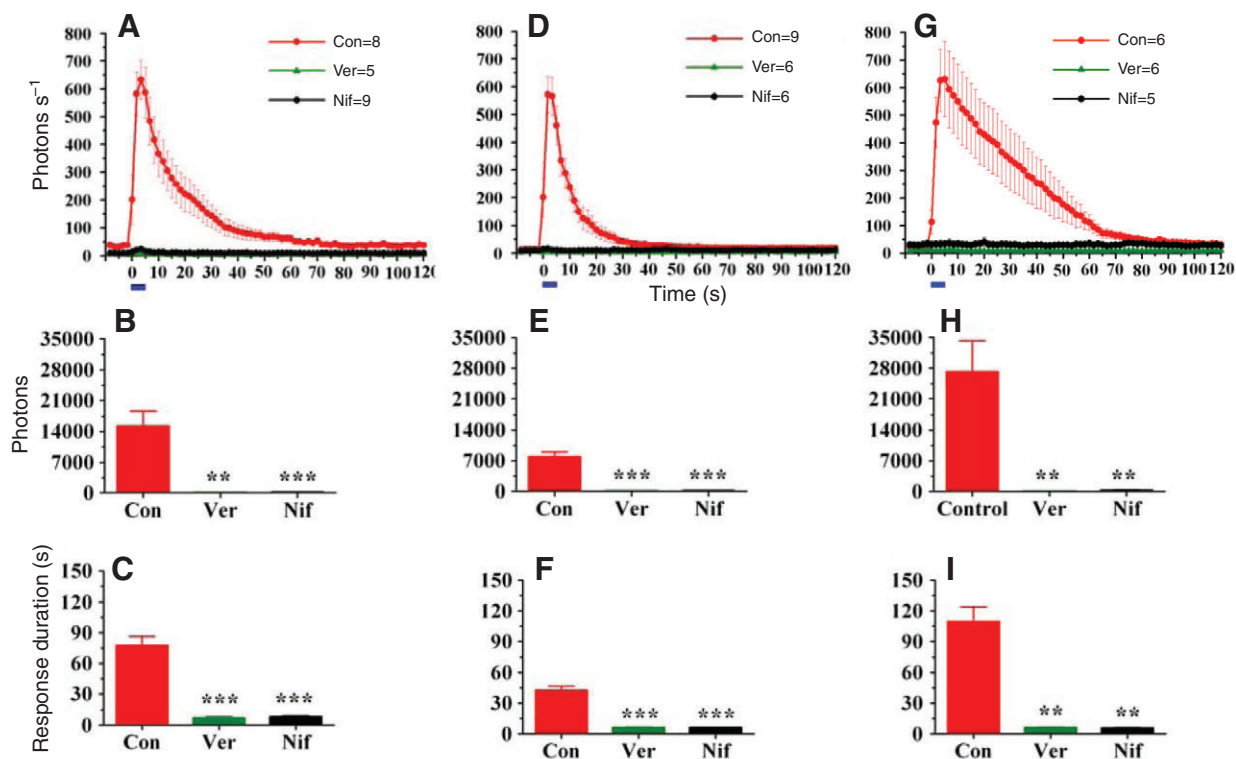 A
800
700
600
500
400
300
200
100
0
Photons s⁻¹
Con=8
Ver=5
Nif=9
0 10 20 30 40 50 60 70 80 90 100 12
D
800
700
600
500
400
300
200
100
0
Con=9
Ver=6
Nif=6
0 10 20 30 40 50 60 70 80 90 100 120
Time (s)
G
800
700
600
500
400
300
200
100
0
Con=6
Ver=6
Nif=5
0 10 20 30 40 50 60 70 80 90 100 120
B
35000
28000
21000
14000
7000
0
Photons
** ***
Con Ver Nif
E
35000
28000
21000
14000
7000
0
*** ***
Con Ver Nif
H
35000
28000
21000
14000
7000
0
** **
Control Ver Nif
C
150
120
90
60
30
0
Response duration (s)
*** ***
Con Ver Nif
F
150
120
90
60
30
0
*** ***
Con Ver Nif
I
150
120
90
60
30
0
** **
Con Ver Nif